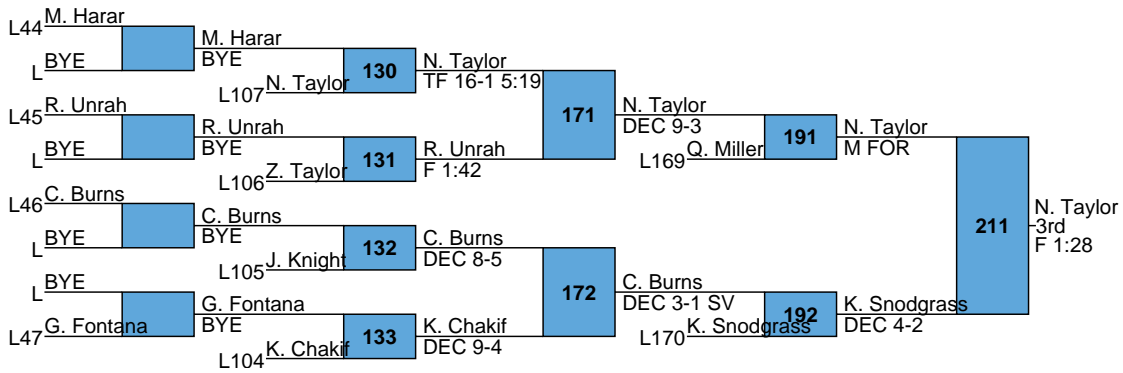 L44 M. Harar
L BYE
M. Harar
BYE
L107 N. Taylor
130
N. Taylor
TF 16-1 5:19
L45 R. Unrah
L BYE
R. Unrah
BYE
L106 Z. Taylor
131
R. Unrah
F 1:42
171
N. Taylor
DEC 9-3
L169 Q. Miller
191
N. Taylor
M FOR
L46 C. Burns
L BYE
C. Burns
BYE
L105 J. Knight
132
C. Burns
DEC 8-5
L BYE
L47 G. Fontana
G. Fontana
BYE
L104 K. Chakif
133
K. Chakif
DEC 9-4
172
C. Burns
DEC 3-1 SV
L170 K. Snodgrass
192
K. Snodgrass
DEC 4-2
211
N. Taylor
3rd
F 1:28